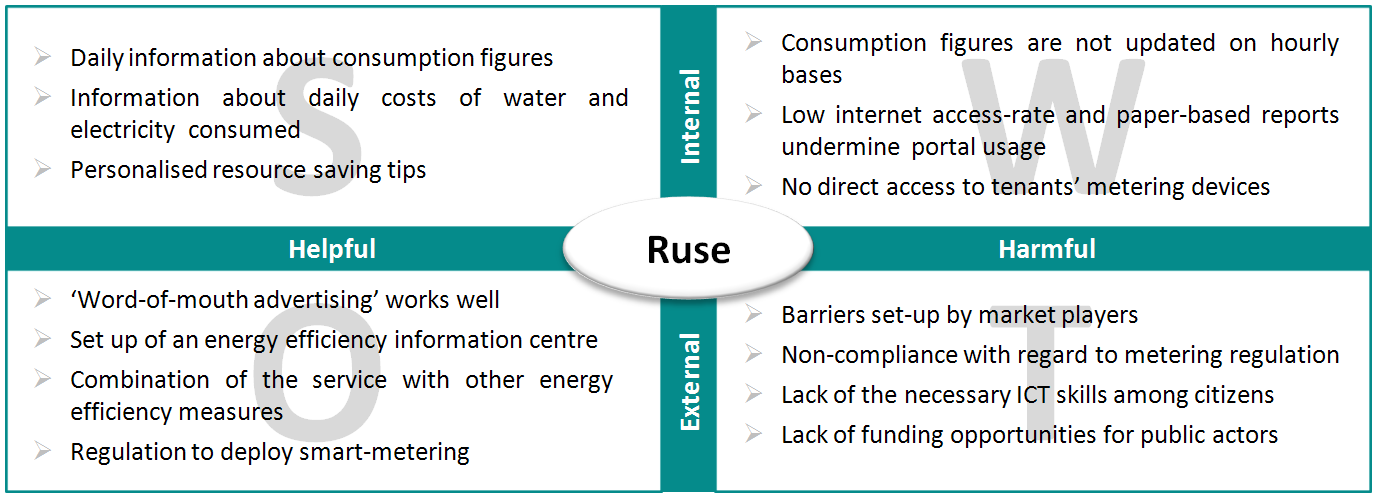 S
Daily information about consumption figures
Information about daily costs of water and
electricity consumed
Personalised resource saving tips
Internal
W
Consumption figures are not updated on hourly
bases
Low internet access-rate and paper-based reports
undermine portal usage
No direct access to tenants’ metering devices
Helpful
Ruse
Harmful
O
‘Word-of-mouth advertising’ works well
Set up of an energy efficiency information centre
Combination of the service with other energy
efficiency measures
Regulation to deploy smart-metering
External
T
Barriers set-up by market players
Non-compliance with regard to metering regulation
Lack of the necessary ICT skills among citizens
Lack of funding opportunities for public actors